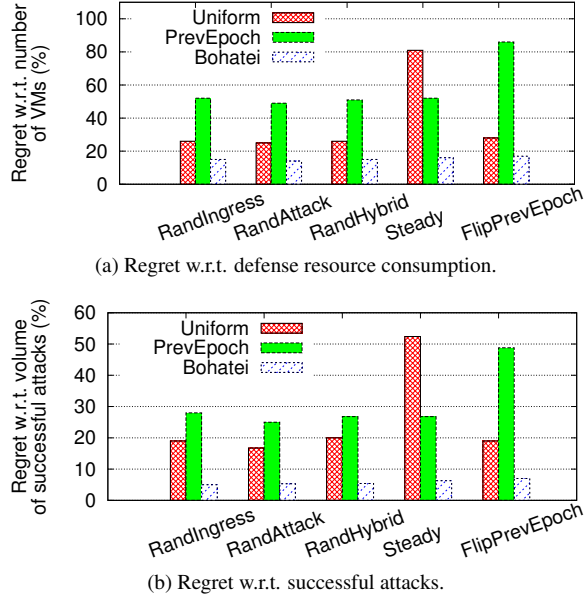 Regret w.r.t. number
of VMs (%)
100
80
60
40
20
0
Uniform
PrevEpoch
Bohatei
RandIngress
RandAttack
RandHybrid
Steady
FlipPrevEpoch
(a) Regret w.r.t. defense resource consumption.
Regret w.r.t. volume
of successful attacks (%)
60
50
40
30
20
10
0
Uniform
PrevEpoch
Bohatei
RandIngress
RandAttack
RandHybrid
Steady
FlipPrevEpoch
(b) Regret w.r.t. successful attacks.